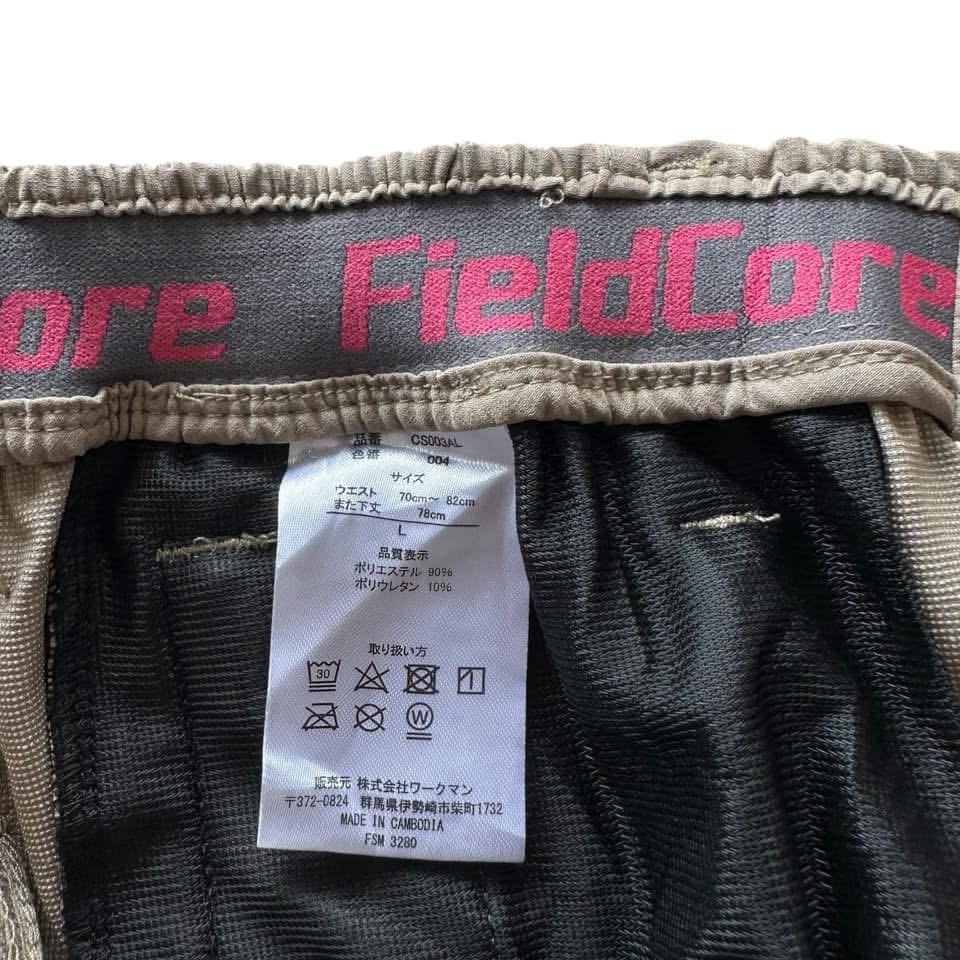 ore FieldCore
品番 CS003AL
色番 004
サイズ
ウエスト 70cm～ 82cm
また下丈 78cm
L
品質表示
ポリエステル 90%
ポリウレタン 10%
取り扱い方
30
W
販売元 株式会社ワークマン
〒372-0824 群馬県伊勢崎市柴町1732
MADE IN CAMBODIA
FSM 3280